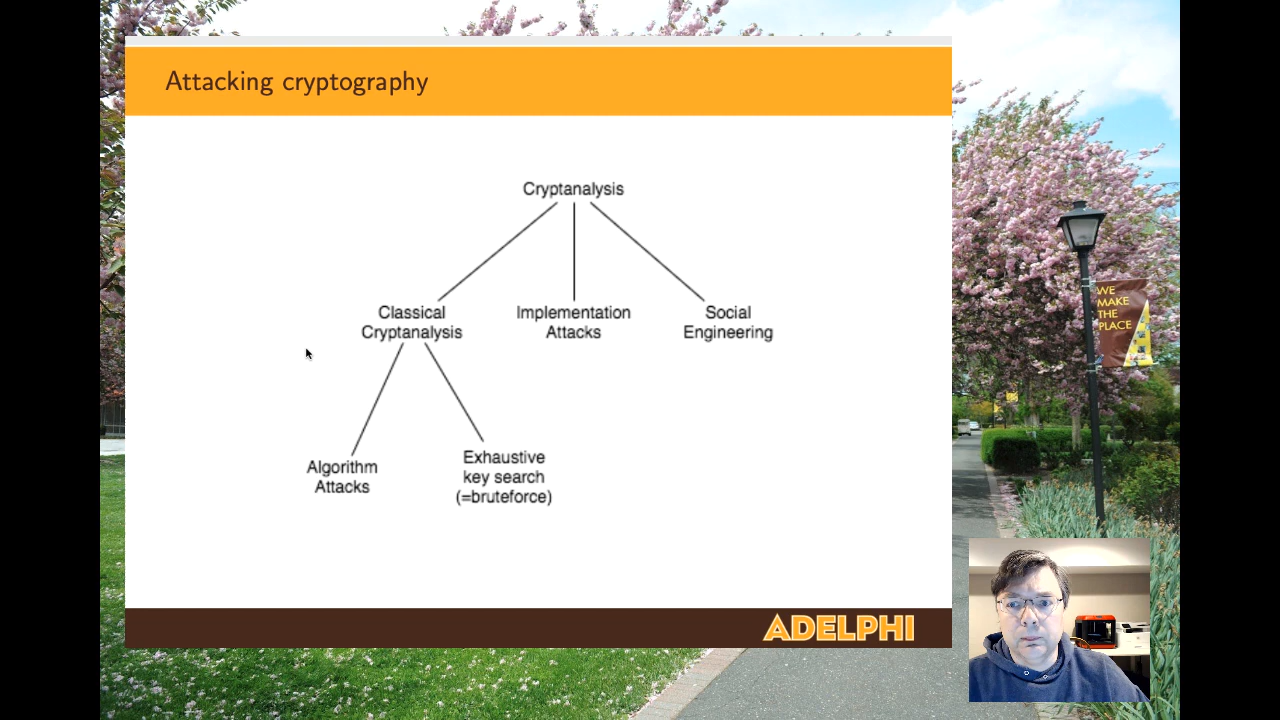 Attacking cryptography
Cryptanalysis
Classical
Cryptanalysis
Implementation
Attacks
Social
Engineering
Algorithm
Attacks
Exhaustive
key search
(=bruteforce)
ADELPHI
WE
MAKE
THE
PLACE